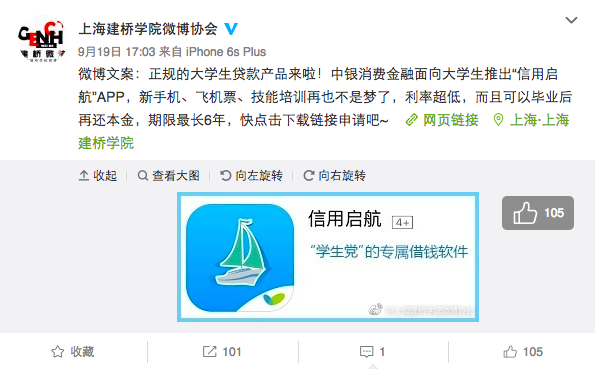 上海建桥学院微博协会
9月19日 17:03 来自 iPhone 6s Plus
微博文案：正规的大学生贷款产品来啦！中银消费金融面向大学生推出“信用启
航”APP，新手机、飞机票、技能培训再也不是梦了，利率超低，而且可以毕业后
再还本金，期限最长6年，快点击下载链接申请吧~ 网页链接 上海·上海
建桥学院
收起 查看大图 向左旋转 向右旋转
信用启航 4+
“学生党”的专属借钱软件
105
收藏 101 1 105